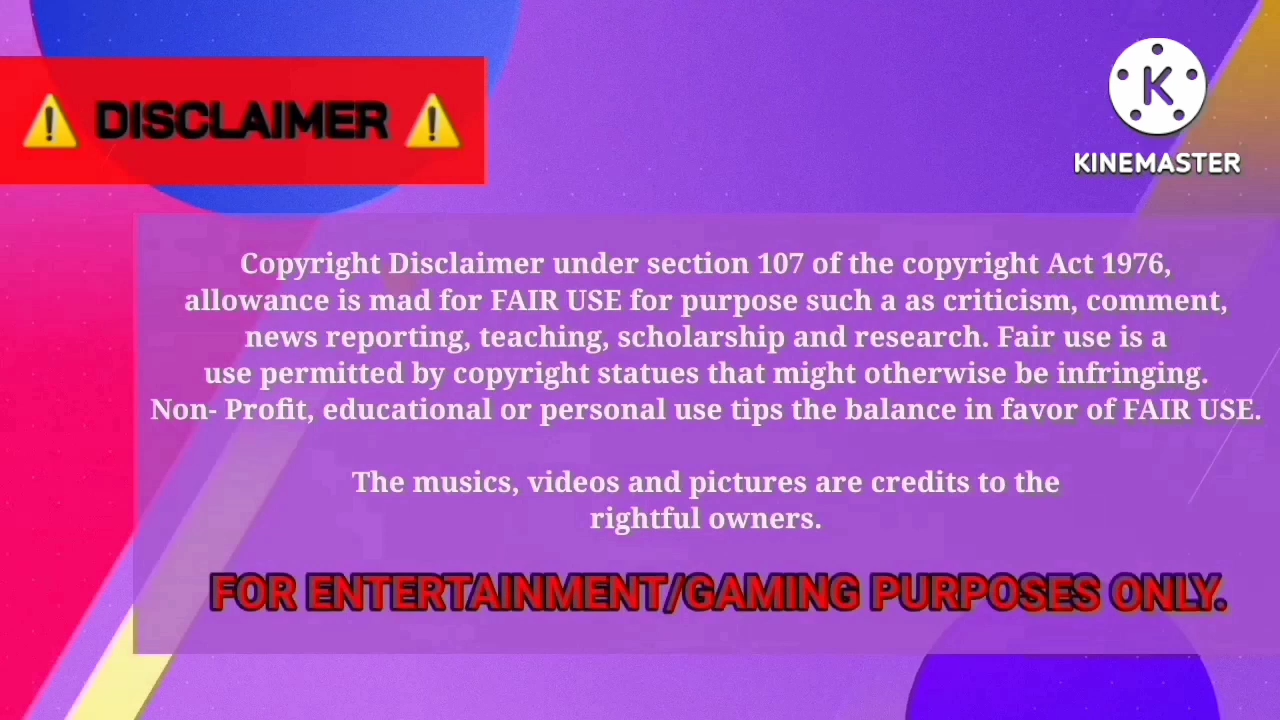 ⚠️ DISCLAIMER ⚠️
K
KINEMASTER
Copyright Disclaimer under section 107 of the copyright Act 1976,
allowance is mad for FAIR USE for purpose such a as criticism, comment,
news reporting, teaching, scholarship and research. Fair use is a
use permitted by copyright statues that might otherwise be infringing.
Non- Profit, educational or personal use tips the balance in favor of FAIR USE.
The musics, videos and pictures are credits to the
rightful owners.
FOR ENTERTAINMENT/GAMING PURPOSES ONLY.